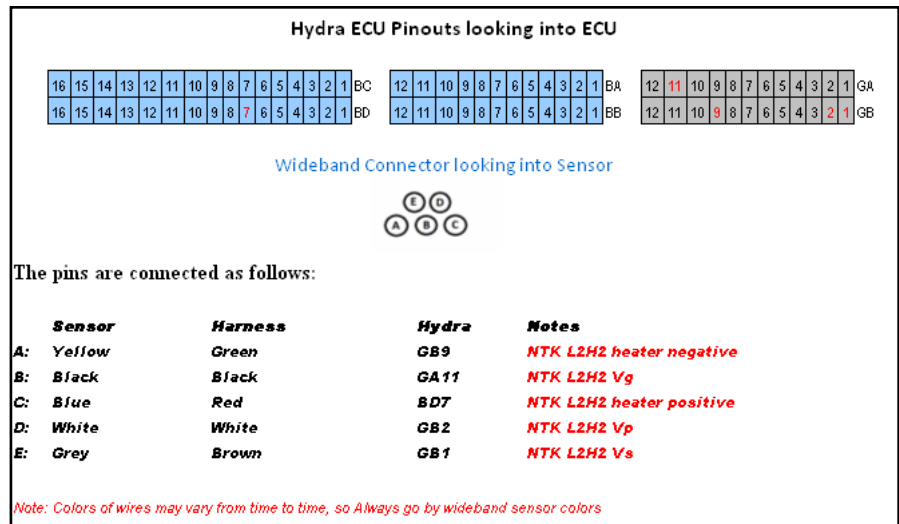 Hydra ECU Pinouts looking into ECU
16 15 14 13 12 11 10 9 8 7 6 5 4 3 2 1 BC 12 11 10 9 8 7 6 5 4 3 2 1 BA 12 11 10 9 8 7 6 5 4 3 2 1 GA
16 15 14 13 12 11 10 9 8 7 6 5 4 3 2 1 BD 12 11 10 9 8 7 6 5 4 3 2 1 BB 12 11 10 9 8 7 6 5 4 3 2 1 GB
Wideband Connector looking into Sensor
E D
A B C
The pins are connected as follows:
Sensor Harness Hydra Notes
A: Yellow Green GB9 NTK L2H2 heater negative
B: Black Black GA11 NTK L2H2 Vg
C: Blue Red BD7 NTK L2H2 heater positive
D: White White GB2 NTK L2H2 Vp
E: Grey Brown GB1 NTK L2H2 Vs
Note: Colors of wires may vary from time to time, so Always go by wideband sensor colors